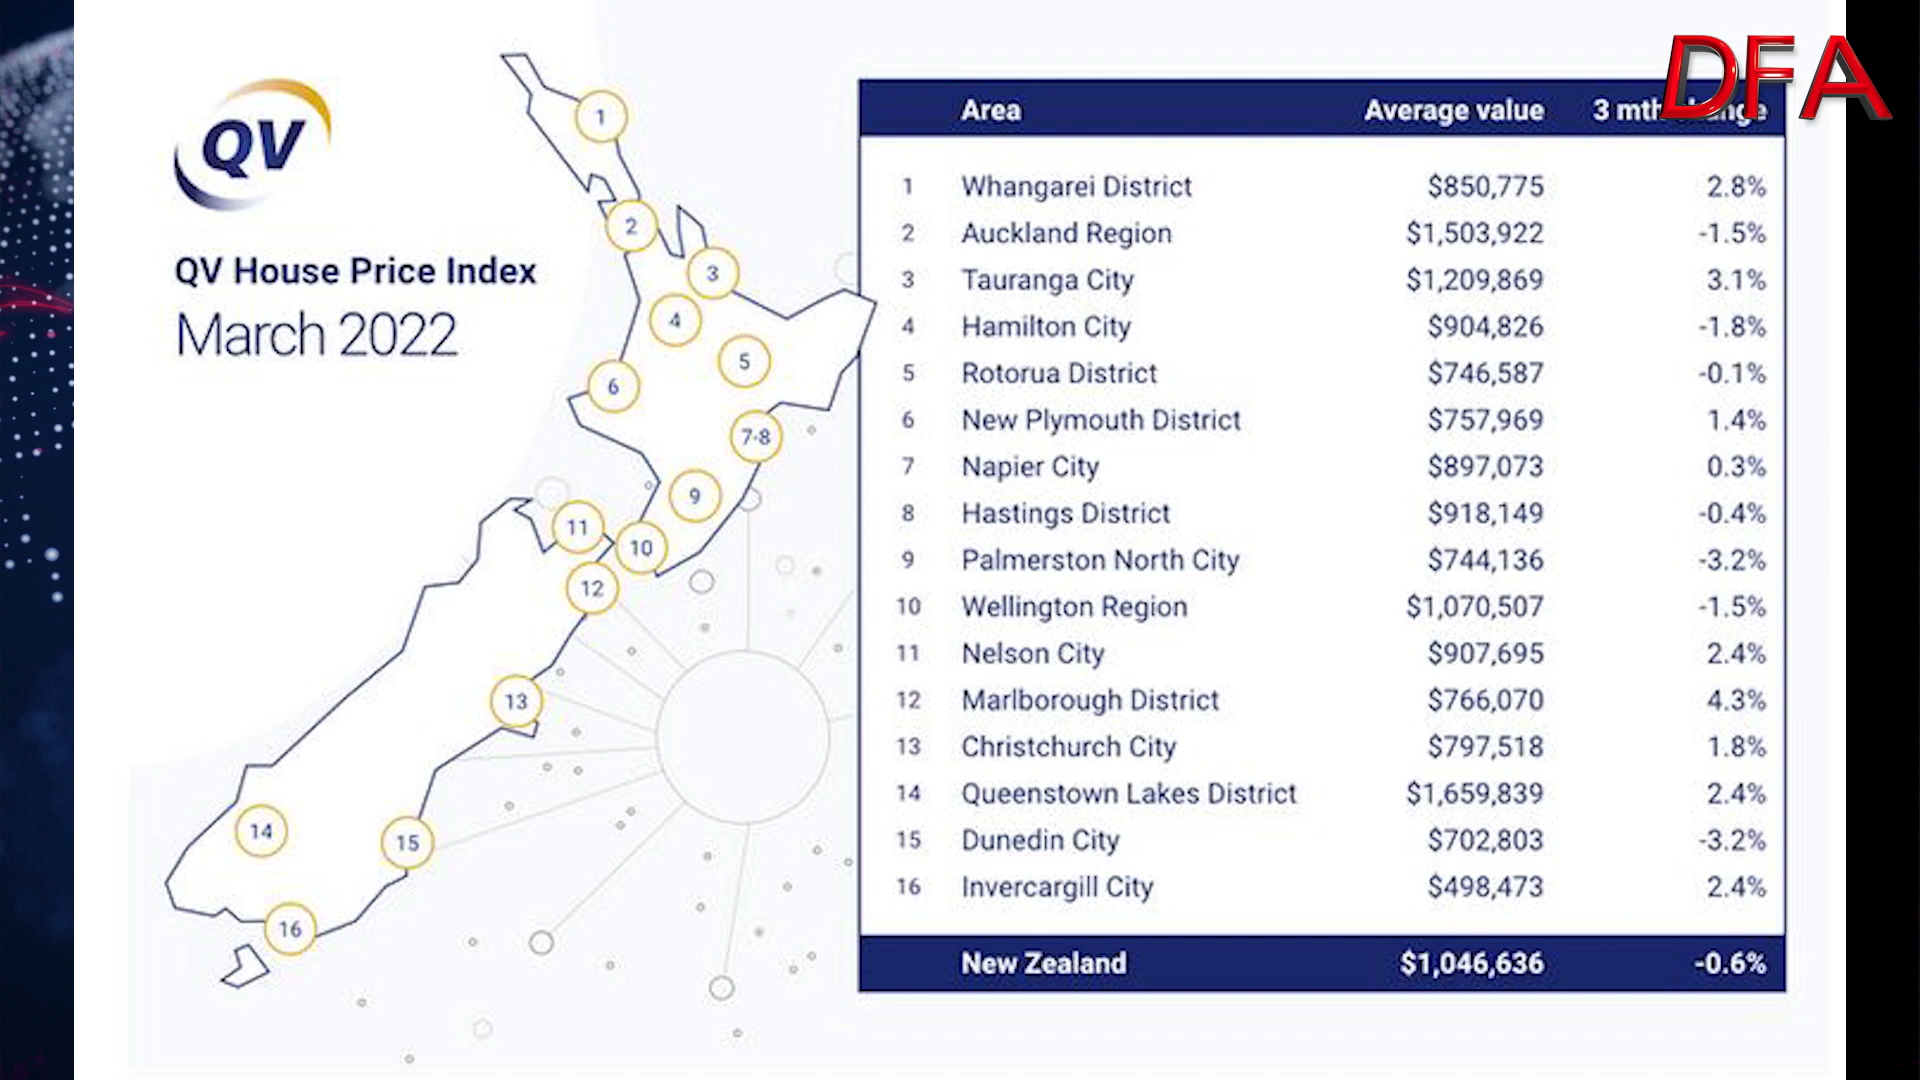 DFA
QV
QV House Price Index
March 2022
1
2
3
4
5
6
7-8
9
10
11
12
13
14
15
16
Area Average value 3 mth change
1 Whangarei District $850,775 2.8%
2 Auckland Region $1,503,922 -1.5%
3 Tauranga City $1,209,869 3.1%
4 Hamilton City $904,826 -1.8%
5 Rotorua District $746,587 -0.1%
6 New Plymouth District $757,969 1.4%
7 Napier City $897,073 0.3%
8 Hastings District $918,149 -0.4%
9 Palmerston North City $744,136 -3.2%
10 Wellington Region $1,070,507 -1.5%
11 Nelson City $907,695 2.4%
12 Marlborough District $766,070 4.3%
13 Christchurch City $797,518 1.8%
14 Queenstown Lakes District $1,659,839 2.4%
15 Dunedin City $702,803 -3.2%
16 Invercargill City $498,473 2.4%
New Zealand $1,046,636 -0.6%